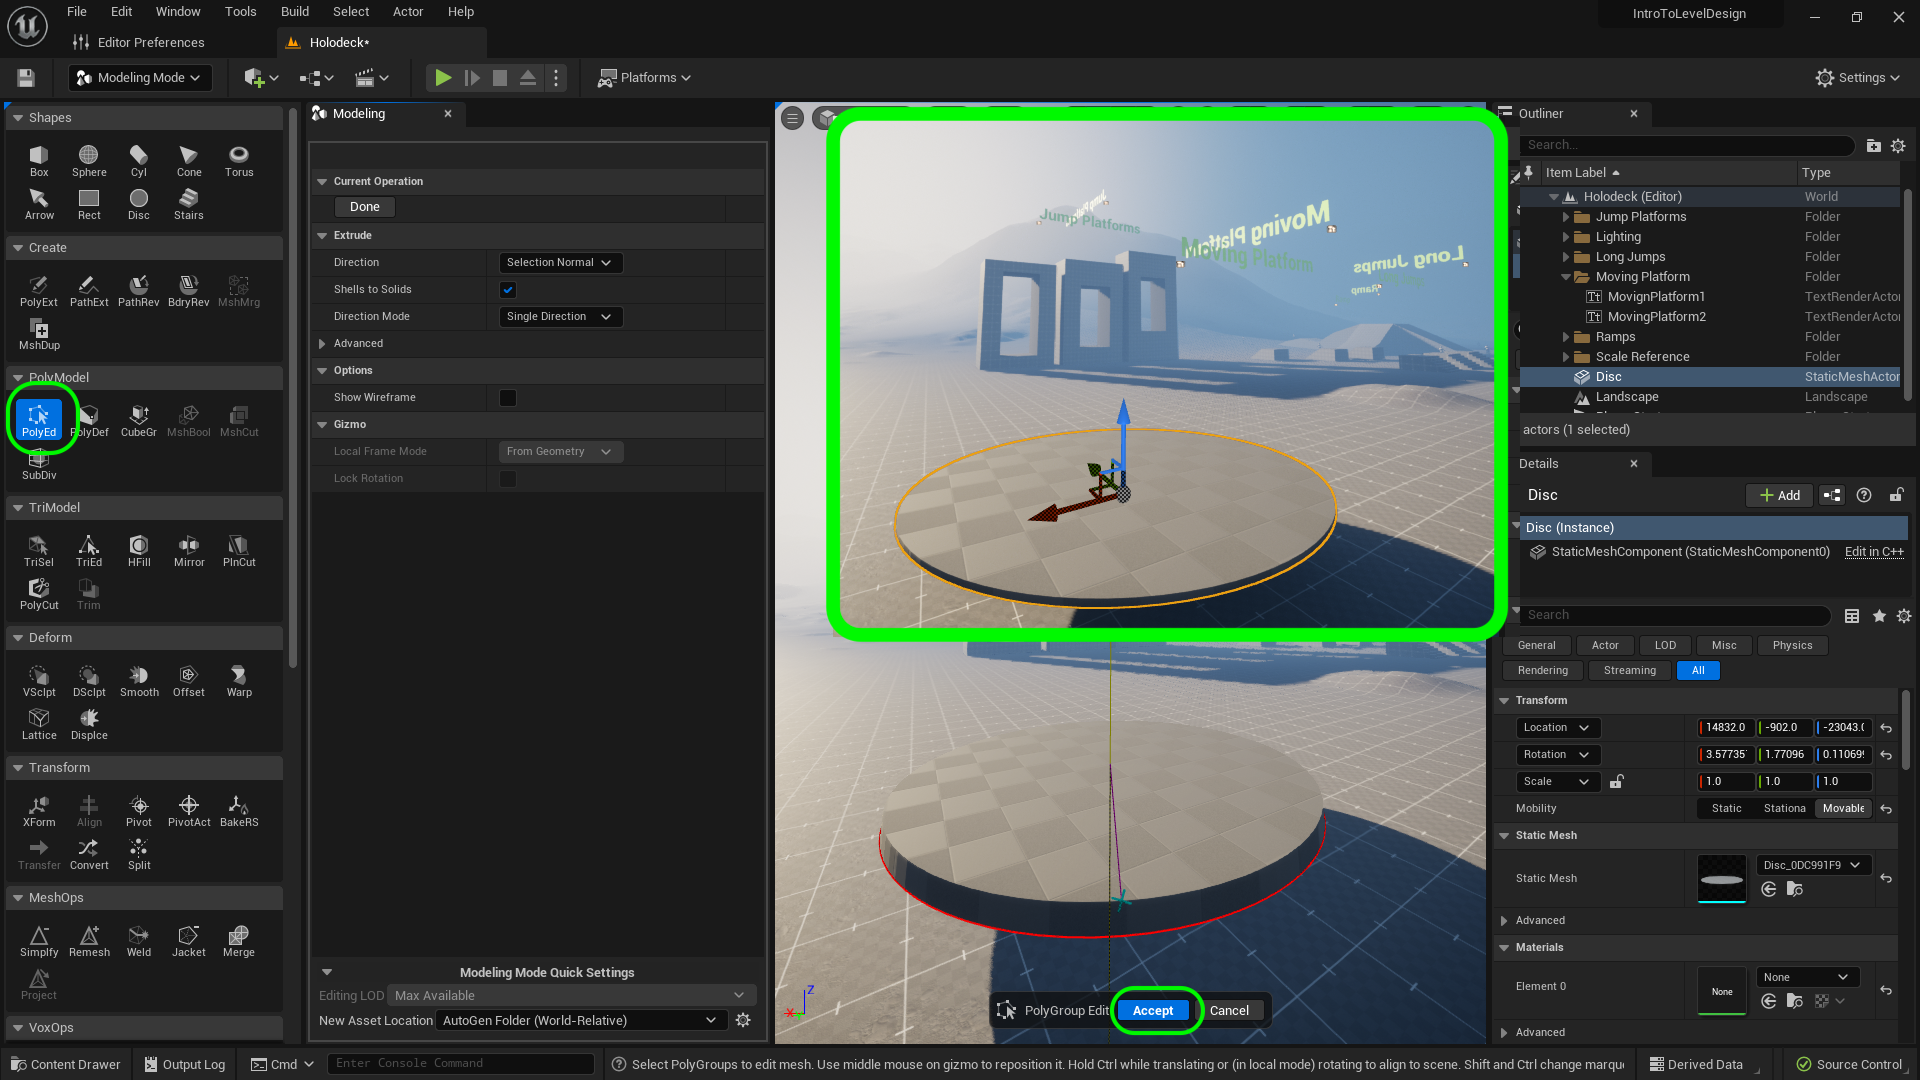 File Edit Window Tools Build Select Actor Help
IntroToLevelDesign
Editor Preferences
Holodeck*
Modeling Mode
Platforms
Settings
Shapes
Box Sphere Cyl Cone Torus
Arrow Rect Disc Stairs
Create
PolyExt PathExt PathRev BdryRev MshMrg
MshDup
PolyModel
PolyEd PolyDef CubeGr MshBool MshCut
SubDiv
TriModel
TriSel TriEd HFill Mirror PlnCut
PolyCut Trim
Deform
VSclpt DSclpt Smooth Offset Warp
Lattice Displce
Transform
XForm Align Pivot PivotAct BakeRS
Transfer Convert Split
MeshOps
Simplfy Remesh Weld Jacket Merge
Project
VoxOps
Modeling
Current Operation
Done
Extrude
Direction Selection Normal
Shells to Solids
Direction Mode Single Direction
Advanced
Options
Show Wireframe
Gizmo
Local Frame Mode From Geometry
Lock Rotation
Modeling Mode Quick Settings
Editing LOD Max Available
New Asset Location AutoGen Folder (World-Relative)
Jump Platforms
Jump Platforms
Moving Platform
Moving Platform
Long Jumps
Ramp
Z
X
PolyGroup Edit Accept Cancel
Outliner
Search...
Item Label Type
Holodeck (Editor) World
Jump Platforms Folder
Lighting Folder
Long Jumps Folder
Moving Platform Folder
MovignPlatform1 TextRenderActo
MovingPlatform2 TextRenderActo
Ramps Folder
Scale Reference Folder
Disc StaticMeshActor
Landscape Landscape
actors (1 selected)
Details
Disc
Add
Disc (Instance)
StaticMeshComponent (StaticMeshComponent0) Edit in C++
Search
General Actor LOD Misc Physics
Rendering Streaming All
Transform
Location 14832.0 -902.0 -23043.(
Rotation 3.57735 1.77096 0.11069
Scale 1.0 1.0 1.0
Mobility Static Stationa Movable
Static Mesh
Static Mesh Disc_0DC991F9
Advanced
Materials
Element 0 None None
Advanced
Content Drawer
Output Log
Cmd
Enter Console Command
Select PolyGroups to edit mesh. Use middle mouse on gizmo to reposition it. Hold Ctrl while translating or (in local mode) rotating to align to scene. Shift and Ctrl change marqu
Derived Data
Source Control